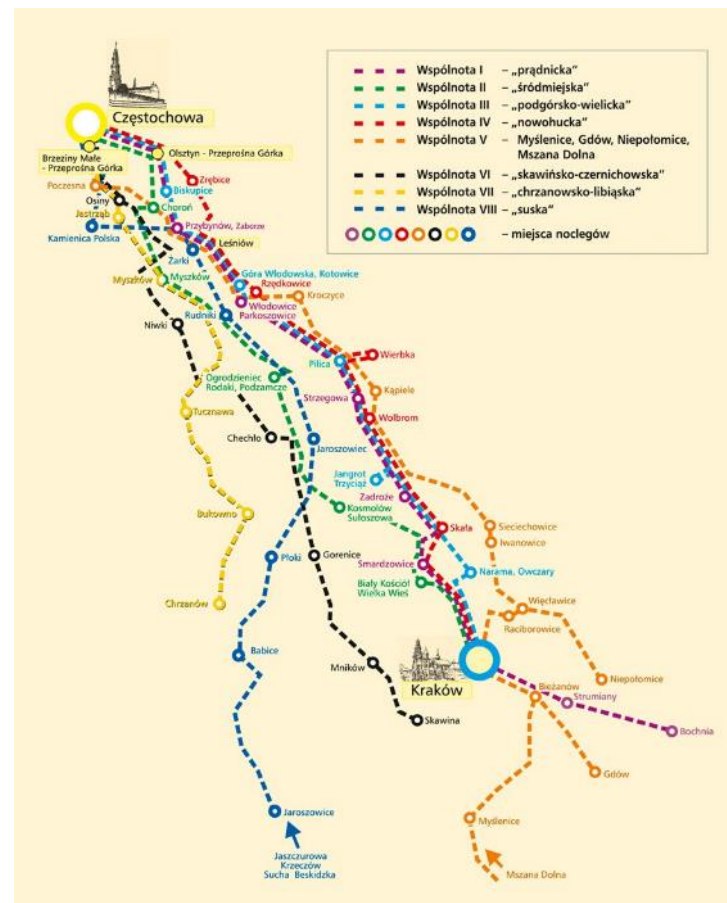 Częstochowa
Wspólnota I – „prądnicka"
Wspólnota II – „śródmiejska"
Wspólnota III – „podgórsko-wielicka"
Wspólnota IV – „nowohucka"
Wspólnota V – Myślenice, Gdów, Niepołomice,
Mszana Dolna
Wspólnota VI – „skawińsko-czernichowska"
Wspólnota VII – „chrzanowsko-libiąska"
Wspólnota VIII – „suska"
– miejsca noclegów
Brzeziny Małe
- Przeprośna Górka
Olsztyn - Przeprośna Górka
Poczesna
Zrębice
Biskupice
Osiny
Jastrząb
Choroń
Kamienica Polska
Przybynów, Zaborze
Leśniów
Żarki
Myszków
Myszków
Góra Włodowska, Kotowice
Rzędkowice
Kroczyce
Włodowice
Parkoszowice
Rudniki
Niwki
Pilica
Wierbka
Ogrodzieniec
Rodaki, Podzamcze
Strzegowa
Kąpiele
Wolbrom
Tucznawa
Chechło
Jaroszowiec
Jangrot
Trzyciąż
Zadroże
Kosmolów
Sułoszowa
Bukowno
Skała
Sieciechowice
Iwanowice
Płoki
Gorenice
Smardzowice
Narama, Owczary
Biały Kościół
Wielka Wieś
Chrzanów
Więcławice
Raciborowice
Babice
Mników
Kraków
Niepołomice
Bieżanów
Strumiany
Skawina
Bochnia
Gdów
Jaroszowice
Myślenice
Jaszczurowa
Krzeczów
Sucha Beskidzka
Mszana Dolna